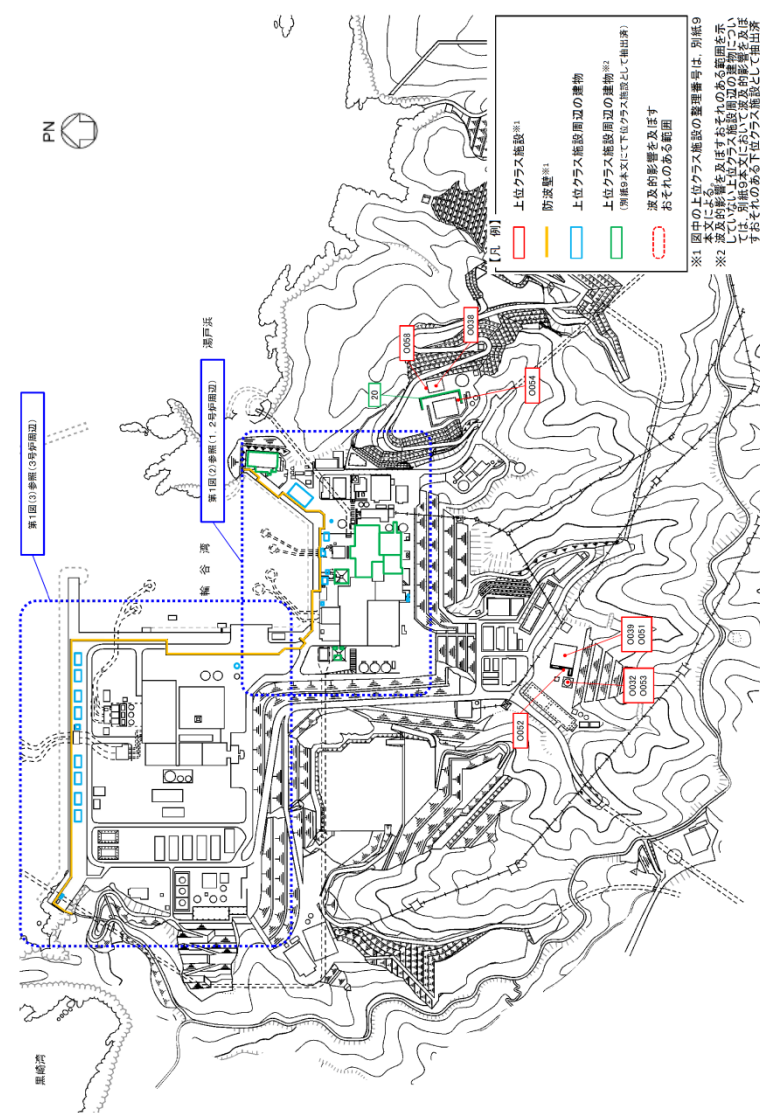 PN
第1図(3)参照(3号炉周辺)
第1図(2)参照(1,2号炉周辺)
黒崎湾
輪谷湾
湯戸浜
20
O058
O038
O054
O039
O051
O032
O053
O052
【凡 例】
上位クラス施設※1
防波壁※1
上位クラス施設周辺の建物
上位クラス施設周辺の建物※2
(別紙9本文にて下位クラス施設として抽出済)
波及的影響を及ぼす
おそれのある範囲
※1 図中の上位クラス施設の整理番号は,別紙9
本文による。
※2 波及的影響を及ぼすおそれのある範囲を示
していない上位クラス施設周辺の建物につい
ては,別紙9本文において波及的影響を及ぼ
すおそれのある下位クラス施設として抽出済